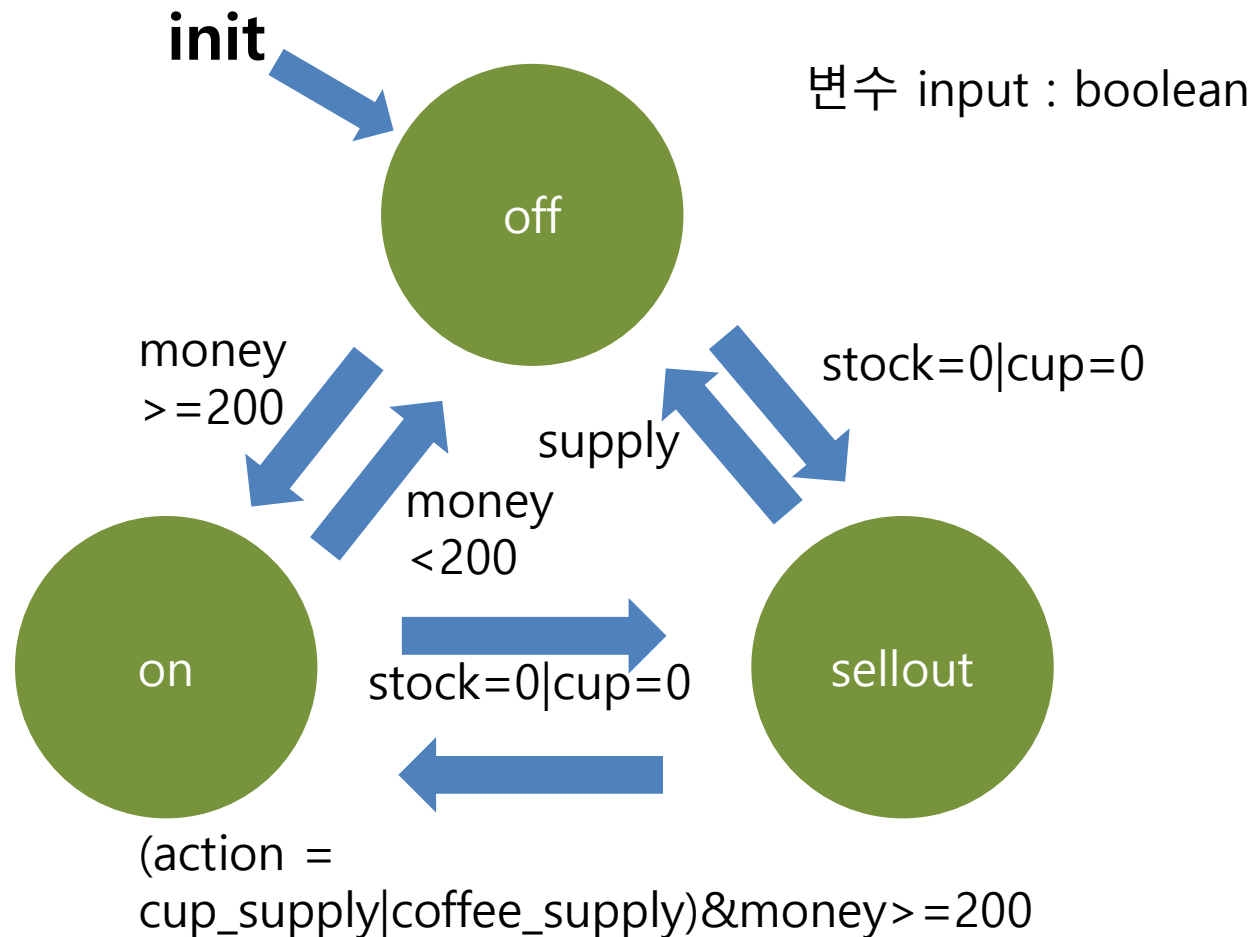 init
변수 input : boolean
off
money
>=200
stock=0|cup=0
supply
money
<200
on
stock=0|cup=0
sellout
(action =
cup_supply|coffee_supply)&money>=200